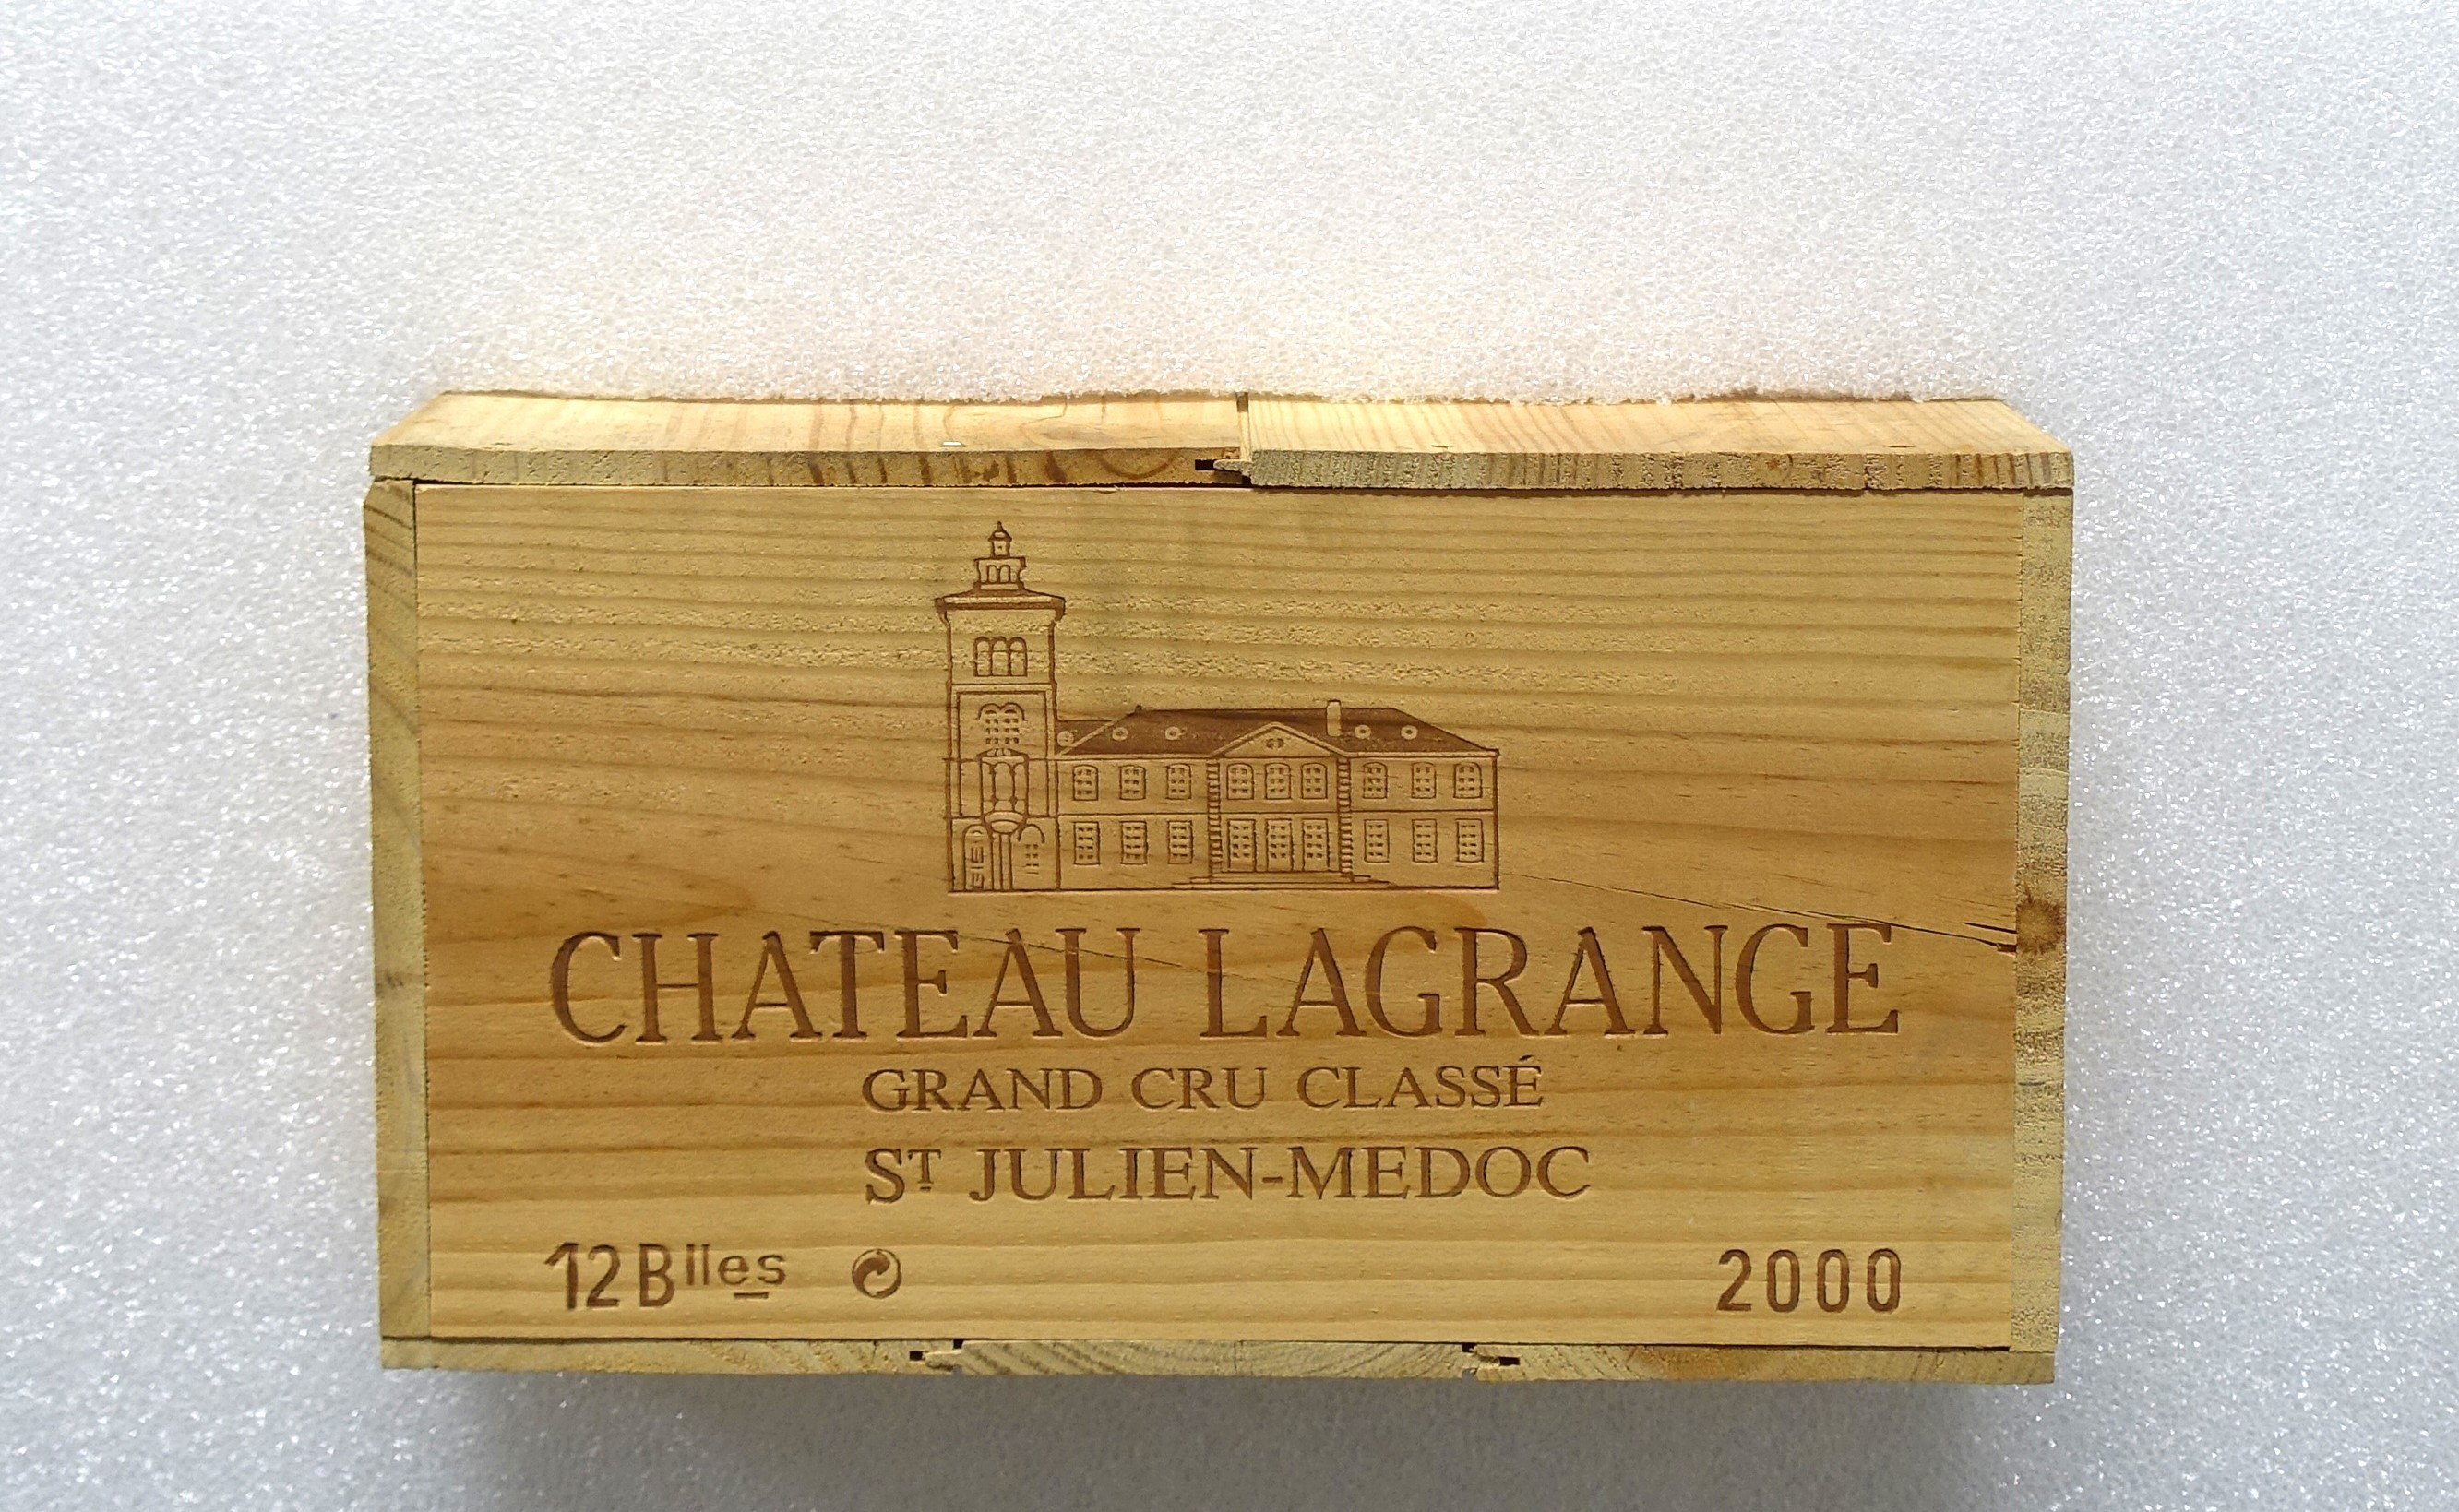 CHATEAU LAGRANGE
GRAND CRU CLASSÉ
ST JULIEN-MEDOC
12 Blles 2000